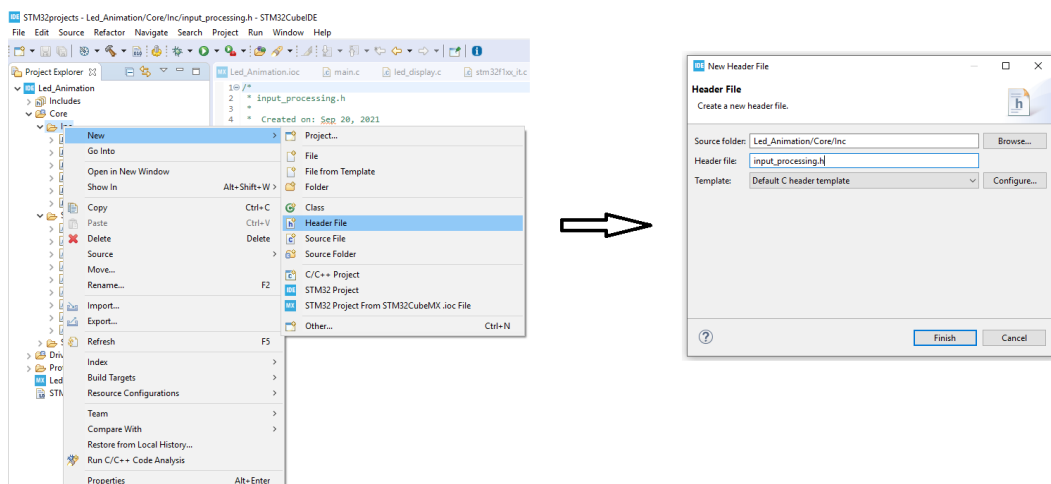 IDE STM32projects - Led_Animation/Core/Inc/input_processing.h - STM32CubeIDE
File Edit Source Refactor Navigate Search Project Run Window Help
Project Explorer
Led_Animation.ioc main.c led_display.c stm32f1xx_it.c
IDE Led_Animation
Includes
Core
1 /*
2 * input_processing.h
3 *
4 * Created on: Sep 20, 2021
New >
Go Into
Open in New Window
Show In Alt+Shift+W >
Copy Ctrl+C
Paste Ctrl+V
Delete Delete
Source >
Move...
Rename... F2
Import...
Export...
Refresh F5
Index >
Build Targets >
Resource Configurations >
Team >
Compare With >
Restore from Local History...
Run C/C++ Code Analysis
Properties Alt+Enter
Project...
File
File from Template
Folder
Class
Header File
Source File
Source Folder
C/C++ Project
IDE STM32 Project
MX STM32 Project From STM32CubeMX .ioc File
Other... Ctrl+N
IDE New Header File
Header File
Create a new header file.
Source folder: Led_Animation/Core/Inc Browse...
Header file: input_processing.h
Template: Default C header template Configure...
Finish Cancel